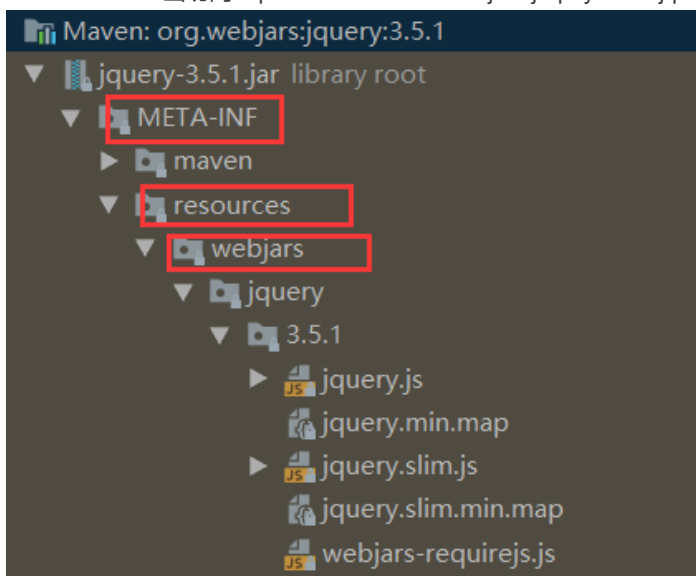 Maven: org.webjars:jquery:3.5.1
jquery-3.5.1.jar library root
META-INF
maven
resources
webjars
jquery
3.5.1
jquery.js
jquery.min.map
jquery.slim.js
jquery.slim.min.map
webjars-requirejs.js